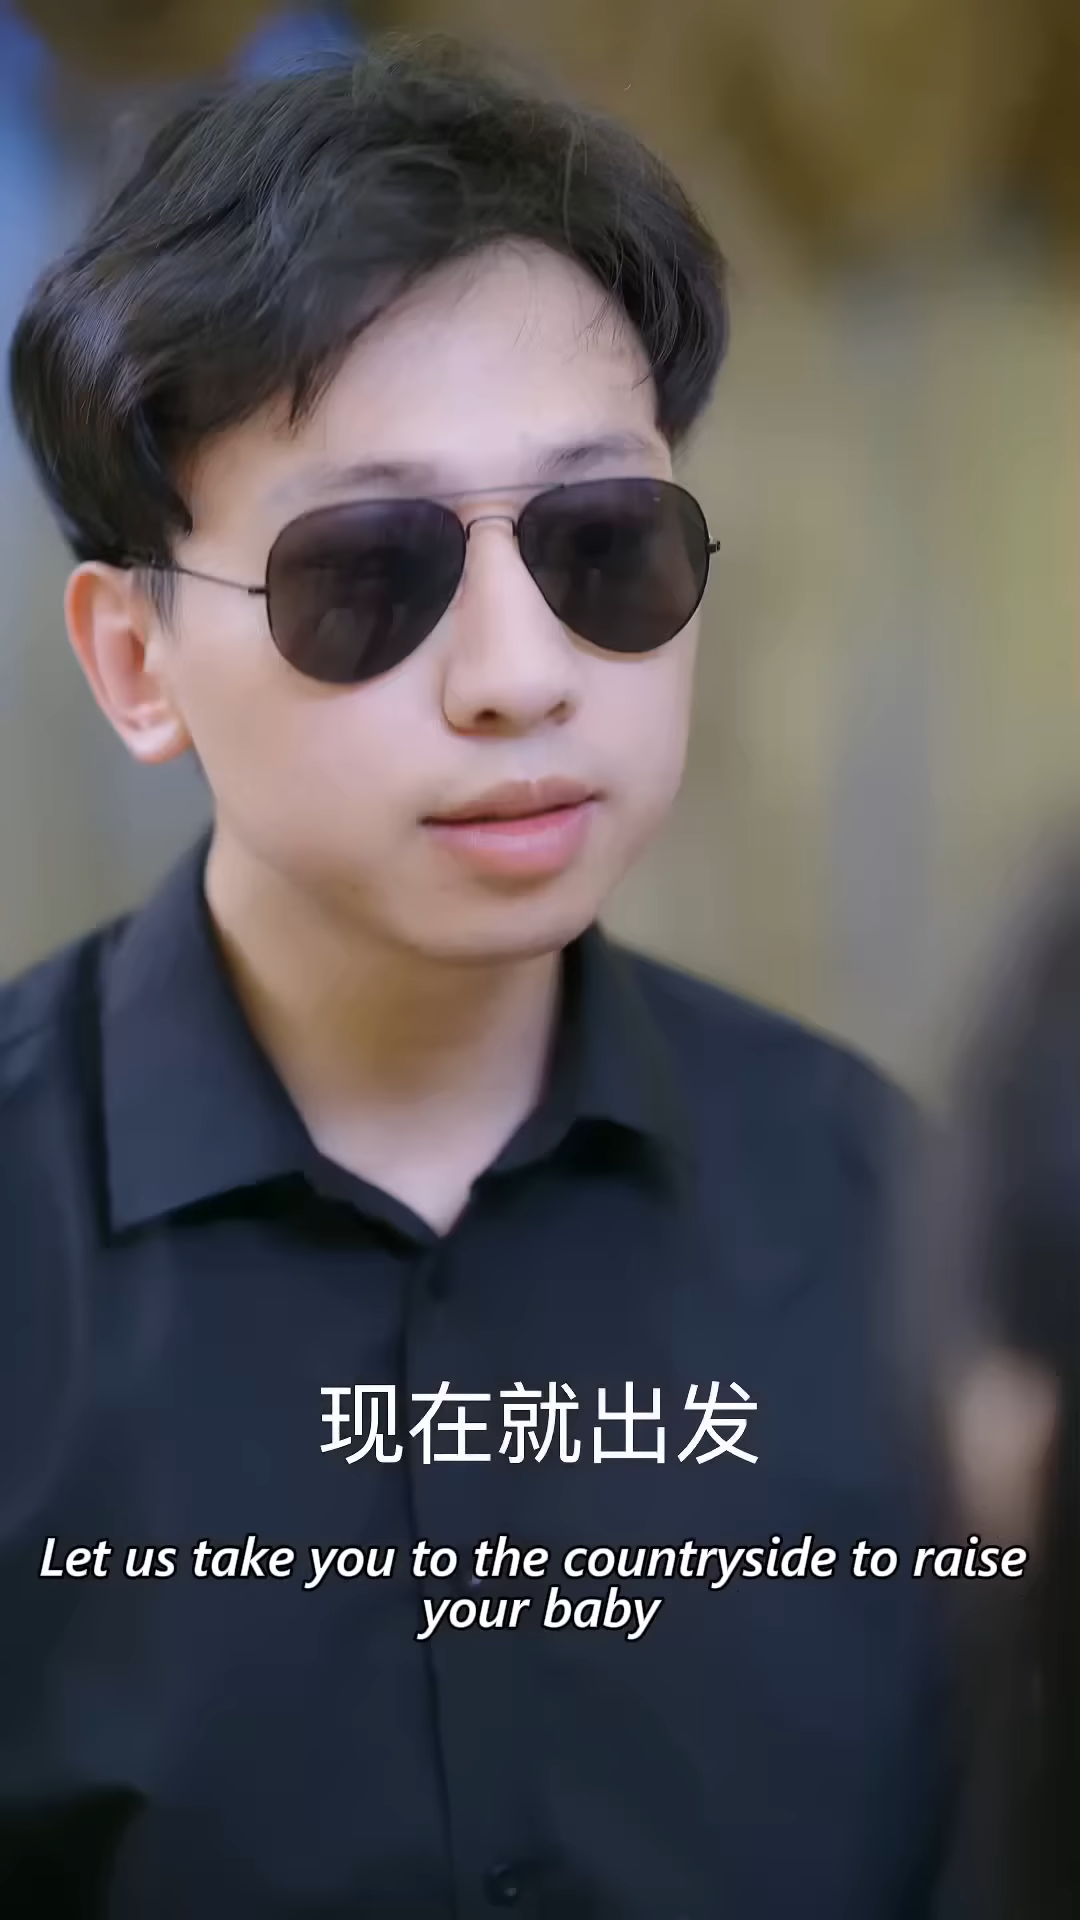 现在就出发
Let us take you to the countryside to raise
your baby